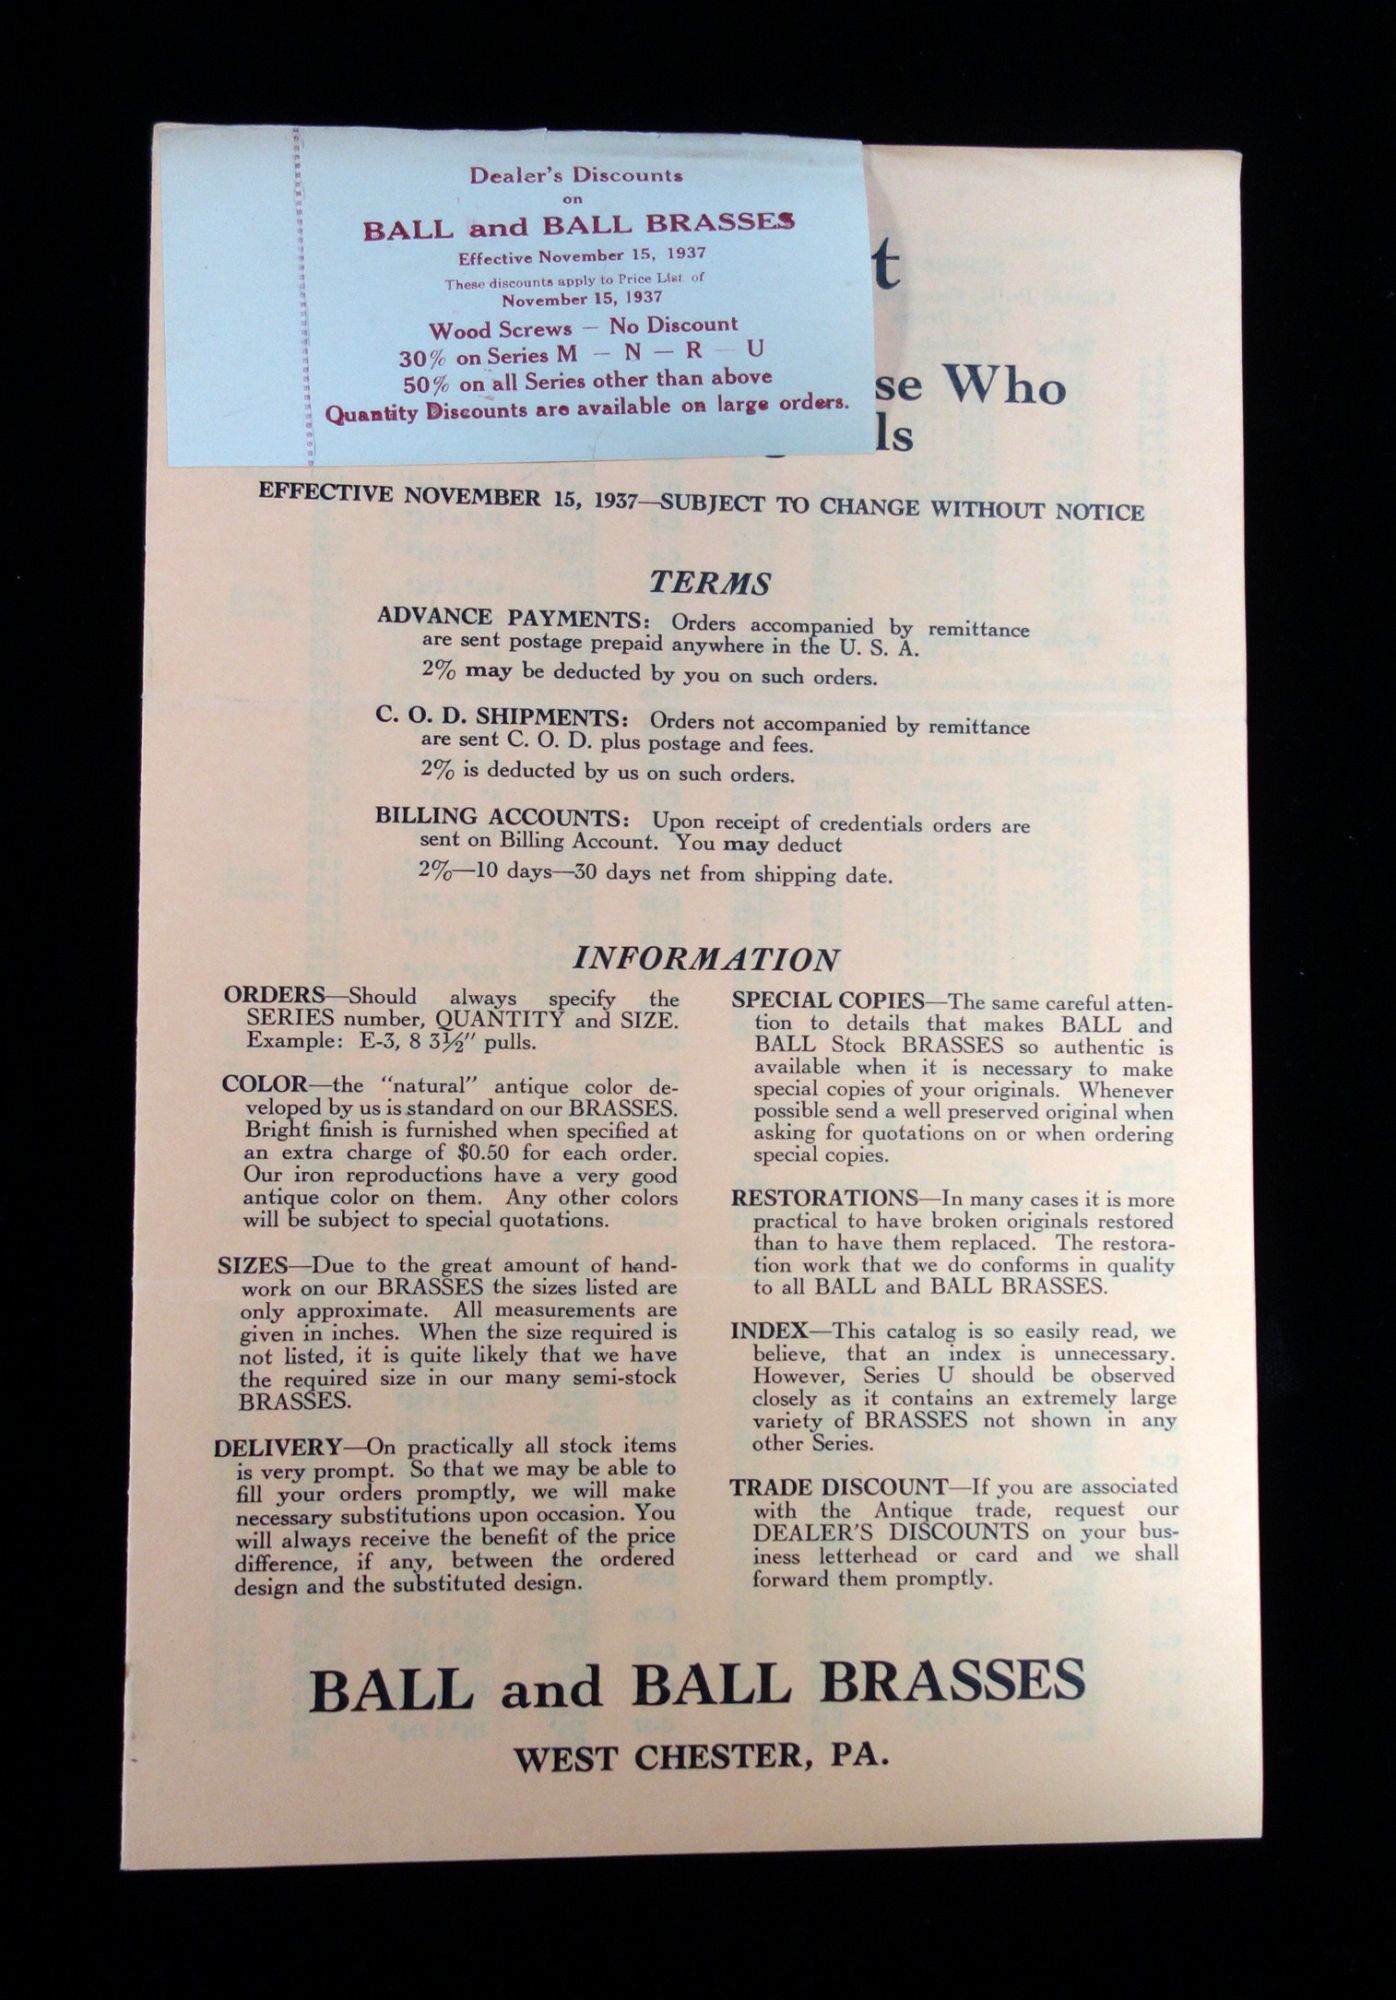 Dealer's Discounts
on
BALL and BALL BRASSES
Effective November 15, 1937
These discounts apply to Price List of
November 15, 1937
Wood Screws — No Discount
30% on Series M — N — R — U
50% on all Series other than above
Quantity Discounts are available on large orders.
t
se Who
ls
EFFECTIVE NOVEMBER 15, 1937—SUBJECT TO CHANGE WITHOUT NOTICE
TERMS
ADVANCE PAYMENTS: Orders accompanied by remittance
are sent postage prepaid anywhere in the U. S. A.
2% may be deducted by you on such orders.
C. O. D. SHIPMENTS: Orders not accompanied by remittance
are sent C. O. D. plus postage and fees.
2% is deducted by us on such orders.
BILLING ACCOUNTS: Upon receipt of credentials orders are
sent on Billing Account. You may deduct
2%—10 days—30 days net from shipping date.
INFORMATION
ORDERS—Should always specify the
SERIES number, QUANTITY and SIZE.
Example: E-3, 8 3½" pulls.
COLOR—the "natural" antique color de-
veloped by us is standard on our BRASSES.
Bright finish is furnished when specified at
an extra charge of $0.50 for each order.
Our iron reproductions have a very good
antique color on them. Any other colors
will be subject to special quotations.
SIZES—Due to the great amount of hand-
work on our BRASSES the sizes listed are
only approximate. All measurements are
given in inches. When the size required is
not listed, it is quite likely that we have
the required size in our many semi-stock
BRASSES.
DELIVERY—On practically all stock items
is very prompt. So that we may be able to
fill your orders promptly, we will make
necessary substitutions upon occasion. You
will always receive the benefit of the price
difference, if any, between the ordered
design and the substituted design.
SPECIAL COPIES—The same careful atten-
tion to details that makes BALL and
BALL Stock BRASSES so authentic is
available when it is necessary to make
special copies of your originals. Whenever
possible send a well preserved original when
asking for quotations on or when ordering
special copies.
RESTORATIONS—In many cases it is more
practical to have broken originals restored
than to have them replaced. The restora-
tion work that we do conforms in quality
to all BALL and BALL BRASSES.
INDEX—This catalog is so easily read, we
believe, that an index is unnecessary.
However, Series U should be observed
closely as it contains an extremely large
variety of BRASSES not shown in any
other Series.
TRADE DISCOUNT—If you are associated
with the Antique trade, request our
DEALER'S DISCOUNTS on your bus-
iness letterhead or card and we shall
forward them promptly.
BALL and BALL BRASSES
WEST CHESTER, PA.